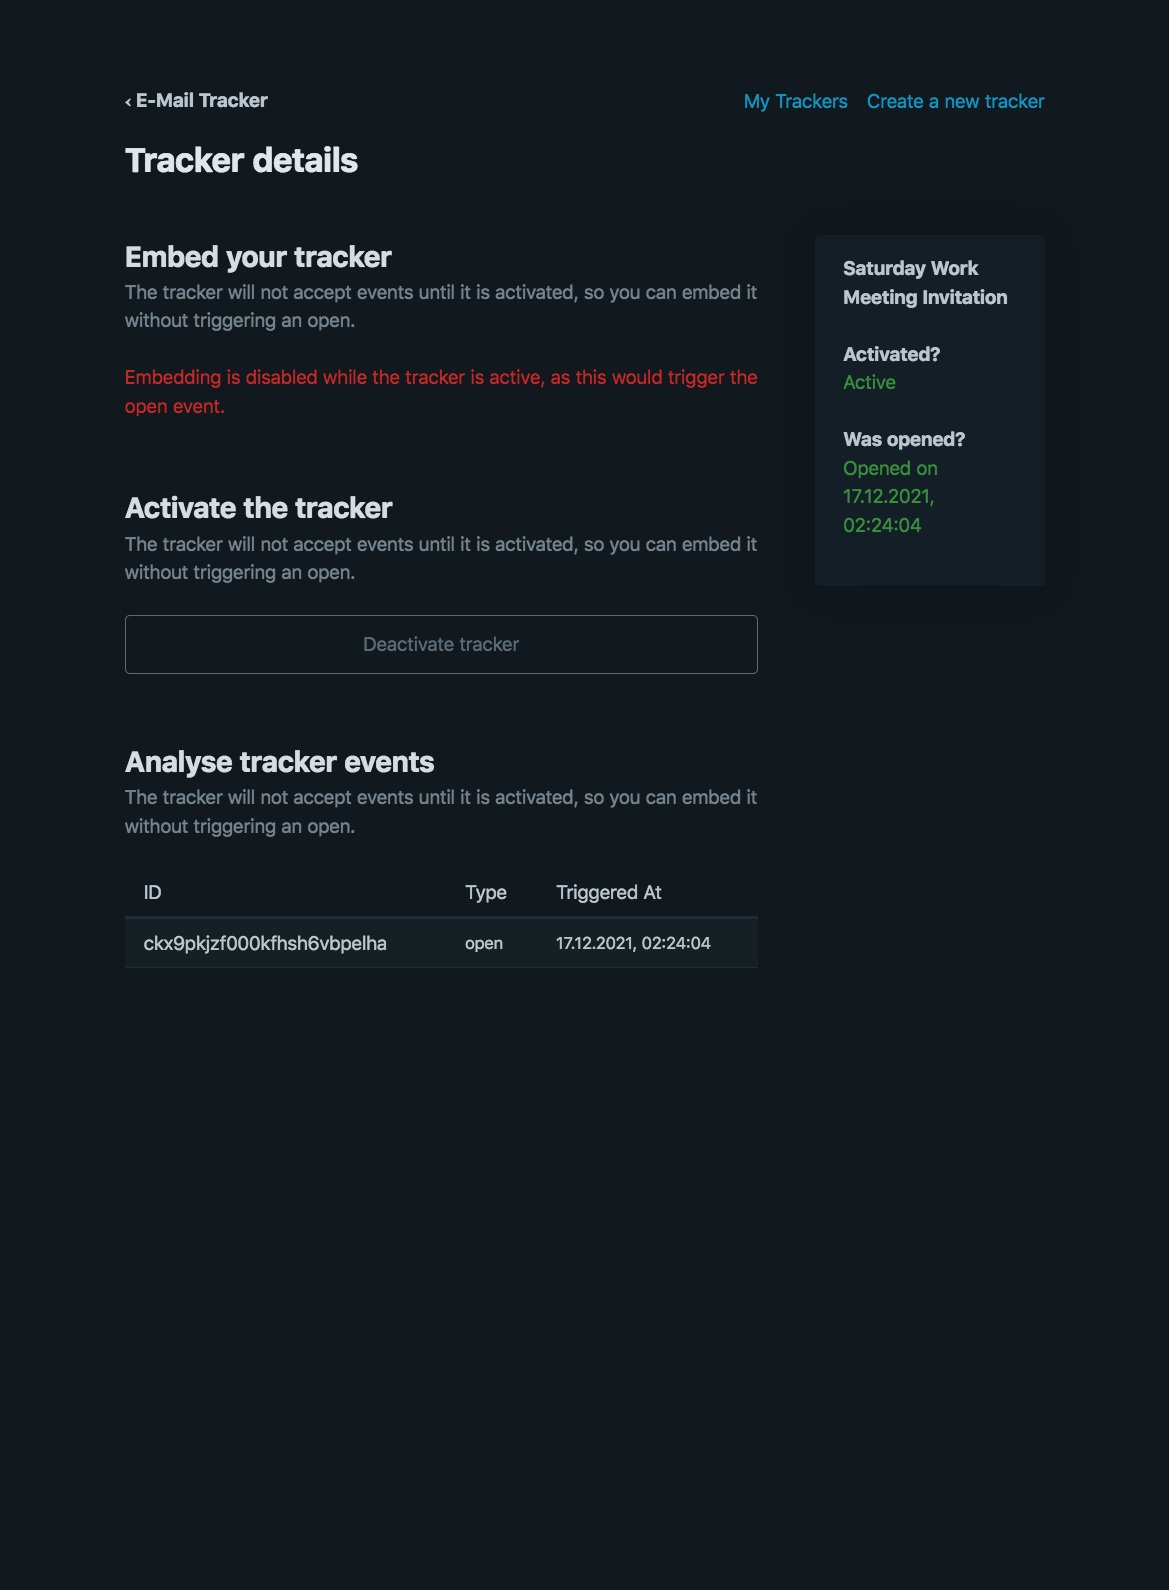 ‹ E-Mail Tracker
My Trackers Create a new tracker
Tracker details
Embed your tracker
The tracker will not accept events until it is activated, so you can embed it
without triggering an open.
Embedding is disabled while the tracker is active, as this would trigger the
open event.
Activate the tracker
The tracker will not accept events until it is activated, so you can embed it
without triggering an open.
Deactivate tracker
Analyse tracker events
The tracker will not accept events until it is activated, so you can embed it
without triggering an open.
ID Type Triggered At
ckx9pkjzf000kfhsh6vbpelha open 17.12.2021, 02:24:04
Saturday Work
Meeting Invitation
Activated?
Active
Was opened?
Opened on
17.12.2021,
02:24:04